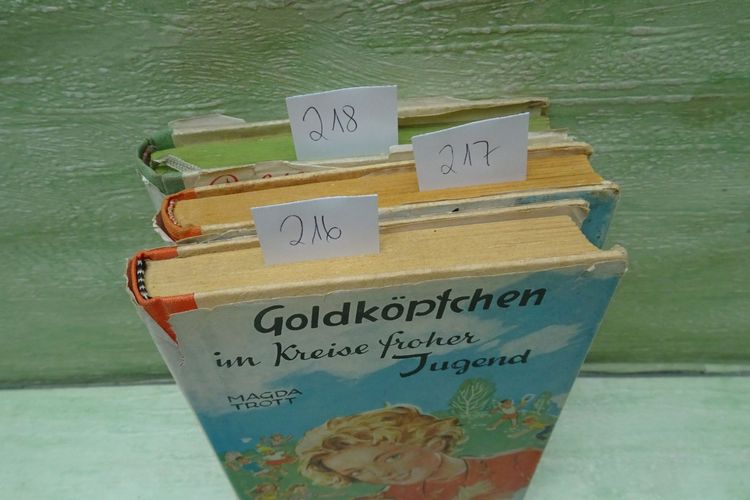 218
217
216
Goldköpfchen
im Kreise froher
Jugend
MAGDA
TROTT